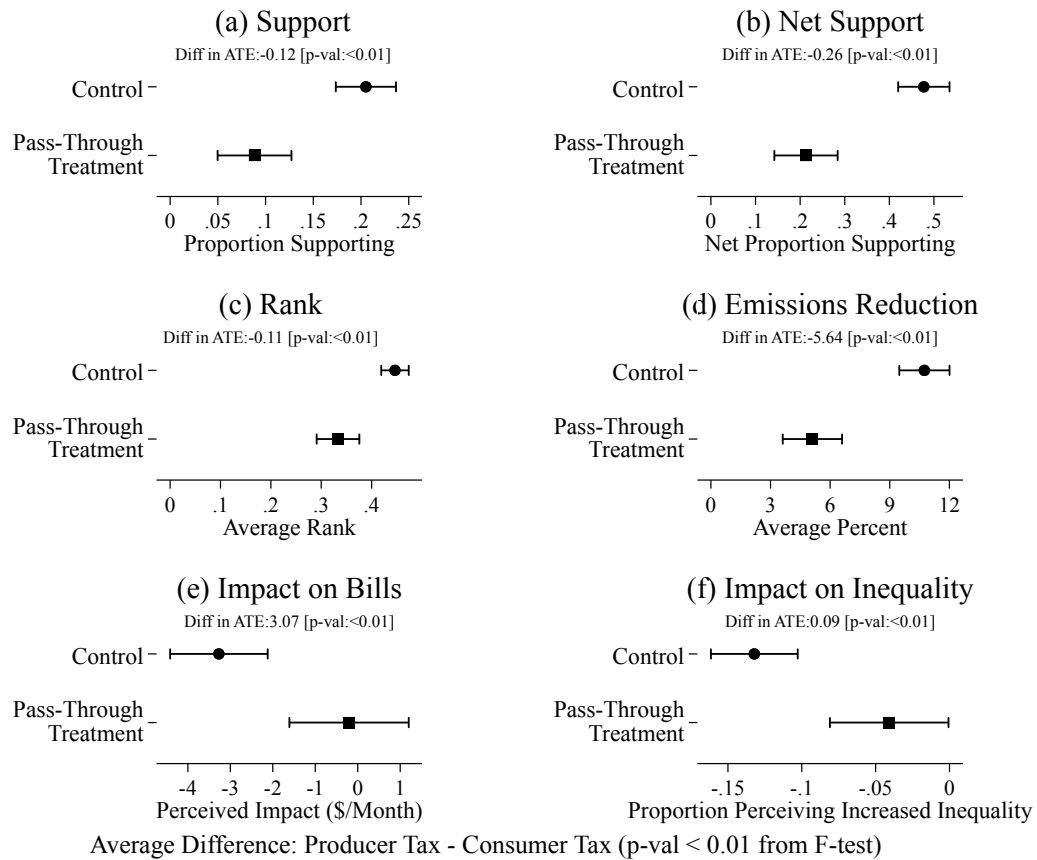 (a) Support
Diff in ATE:-0.12 [p-val:<0.01]
Control
Pass-Through
Treatment
0 .05 .1 .15 .2 .25
Proportion Supporting
(b) Net Support
Diff in ATE:-0.26 [p-val:<0.01]
Control
Pass-Through
Treatment
0 .1 .2 .3 .4 .5
Net Proportion Supporting
(c) Rank
Diff in ATE:-0.11 [p-val:<0.01]
Control
Pass-Through
Treatment
0 .1 .2 .3 .4
Average Rank
(d) Emissions Reduction
Diff in ATE:-5.64 [p-val:<0.01]
Control
Pass-Through
Treatment
0 3 6 9 12
Average Percent
(e) Impact on Bills
Diff in ATE:3.07 [p-val:<0.01]
Control
Pass-Through
Treatment
-4 -3 -2 -1 0 1
Perceived Impact ($/Month)
(f) Impact on Inequality
Diff in ATE:0.09 [p-val:<0.01]
Control
Pass-Through
Treatment
-.15 -.1 -.05 0
Proportion Perceiving Increased Inequality
Average Difference: Producer Tax - Consumer Tax (p-val < 0.01 from F-test)